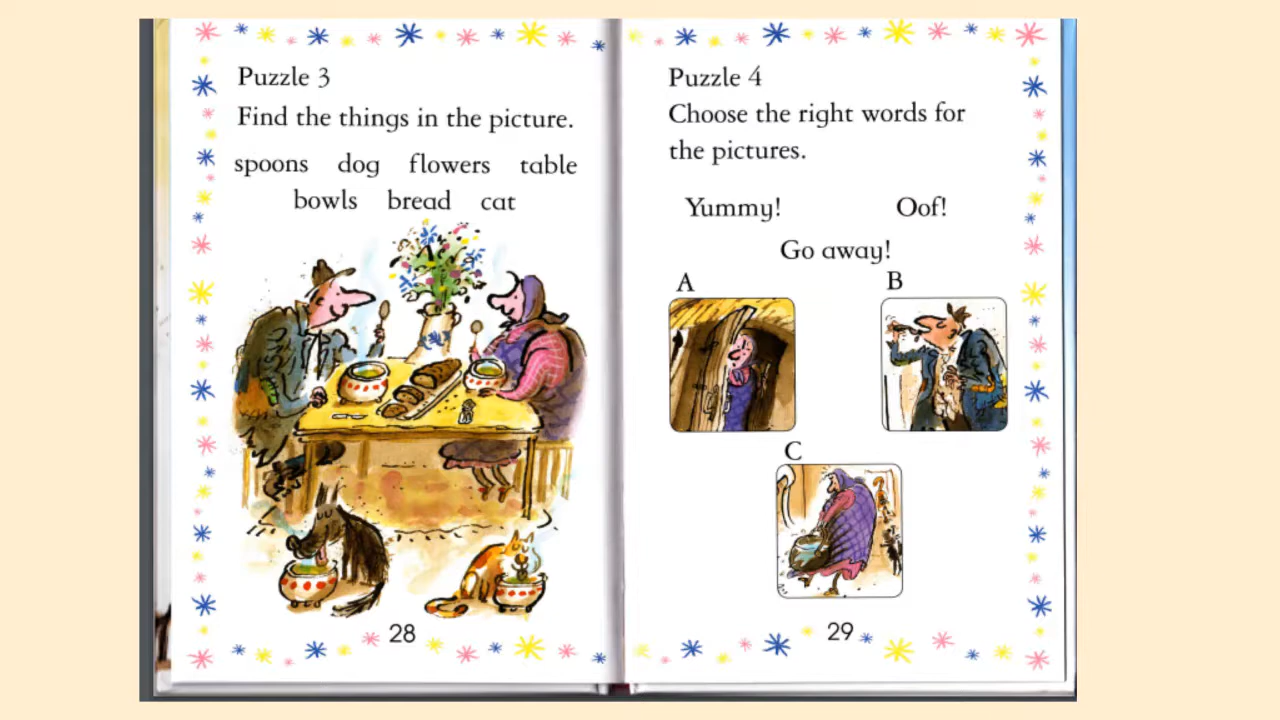 Puzzle 3
Find the things in the picture.
spoons dog flowers table
bowls bread cat
28
Puzzle 4
Choose the right words for
the pictures.
Yummy! Oof!
Go away!
A B
C
29